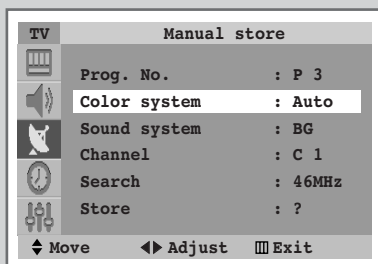 TV Manual store
Prog. No. : P 3
Color system : Auto
Sound system : BG
Channel : C 1
Search : 46MHz
Store : ?
Move Adjust Exit